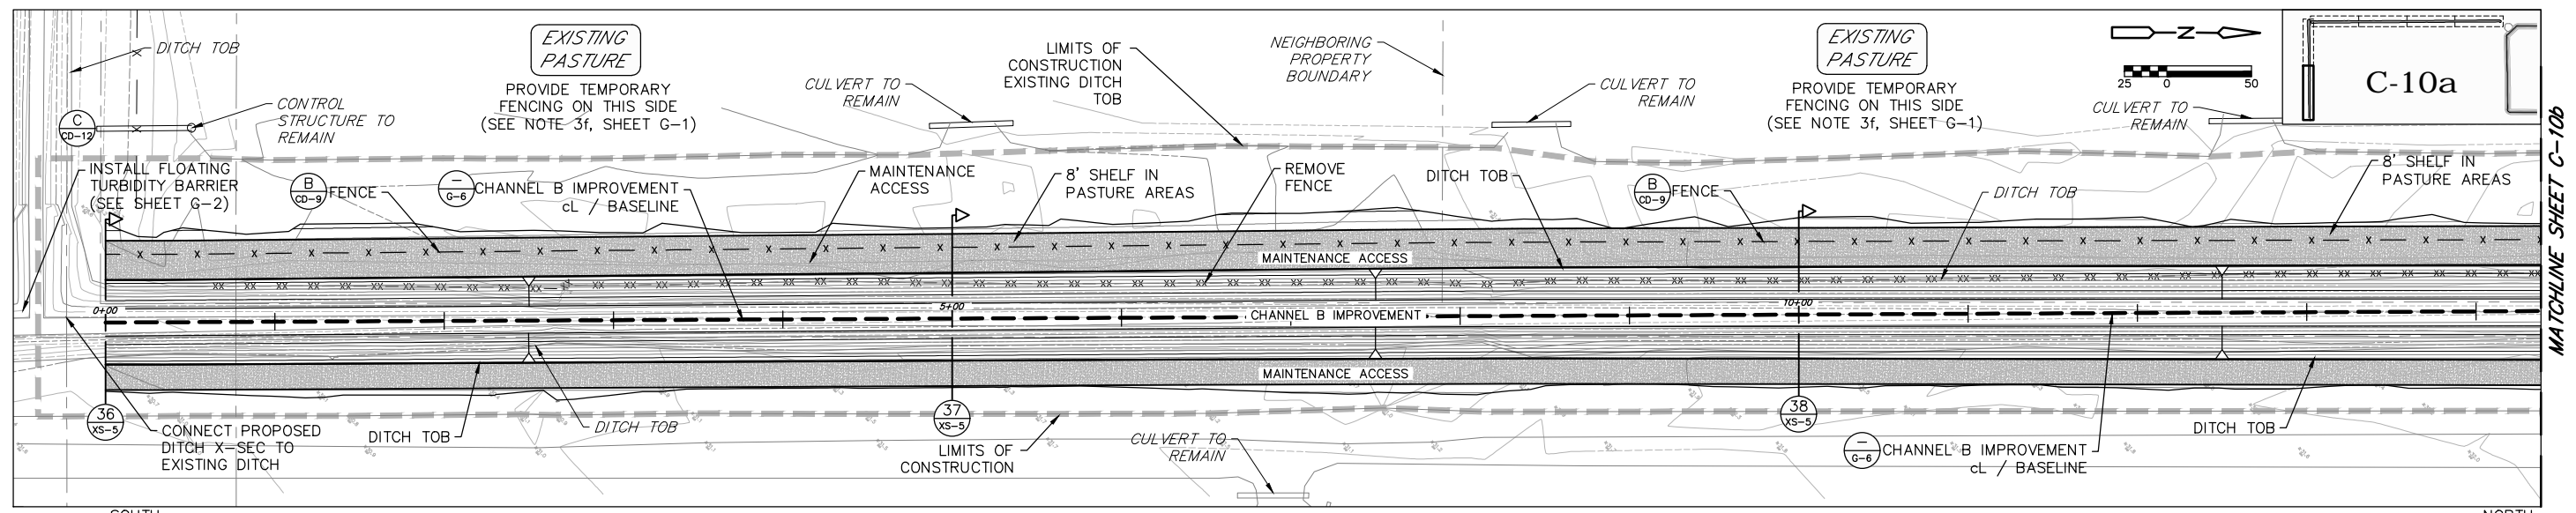 DITCH TOB
EXISTING
PASTURE
PROVIDE TEMPORARY
FENCING ON THIS SIDE
(SEE NOTE 3f, SHEET G-1)
CULVERT TO
REMAIN
LIMITS OF
CONSTRUCTION
EXISTING DITCH
TOB
NEIGHBORING
PROPERTY
BOUNDARY
CULVERT TO
REMAIN
EXISTING
PASTURE
PROVIDE TEMPORARY
FENCING ON THIS SIDE
(SEE NOTE 3f, SHEET G-1)
N
25 0 50
CULVERT TO
REMAIN
C-10a
MATCHLINE SHEET C-10b
C
CD-12
CONTROL
STRUCTURE TO
REMAIN
INSTALL FLOATING
TURBIDITY BARRIER
(SEE SHEET G-2)
B
CD-9
FENCE
–
G-6
CHANNEL B IMPROVEMENT
cL / BASELINE
MAINTENANCE
ACCESS
8' SHELF IN
PASTURE AREAS
REMOVE
FENCE
DITCH TOB
B
CD-9
FENCE
DITCH TOB
8' SHELF IN
PASTURE AREAS
MAINTENANCE ACCESS
0+00
5+00
10+00
CHANNEL B IMPROVEMENT
MAINTENANCE ACCESS
36
XS-5
CONNECT PROPOSED
DITCH X-SEC TO
EXISTING DITCH
DITCH TOB
DITCH TOB
37
XS-5
LIMITS OF
CONSTRUCTION
CULVERT TO
REMAIN
38
XS-5
–
G-6
CHANNEL B IMPROVEMENT
cL / BASELINE
DITCH TOB
SOUTH
NORTH